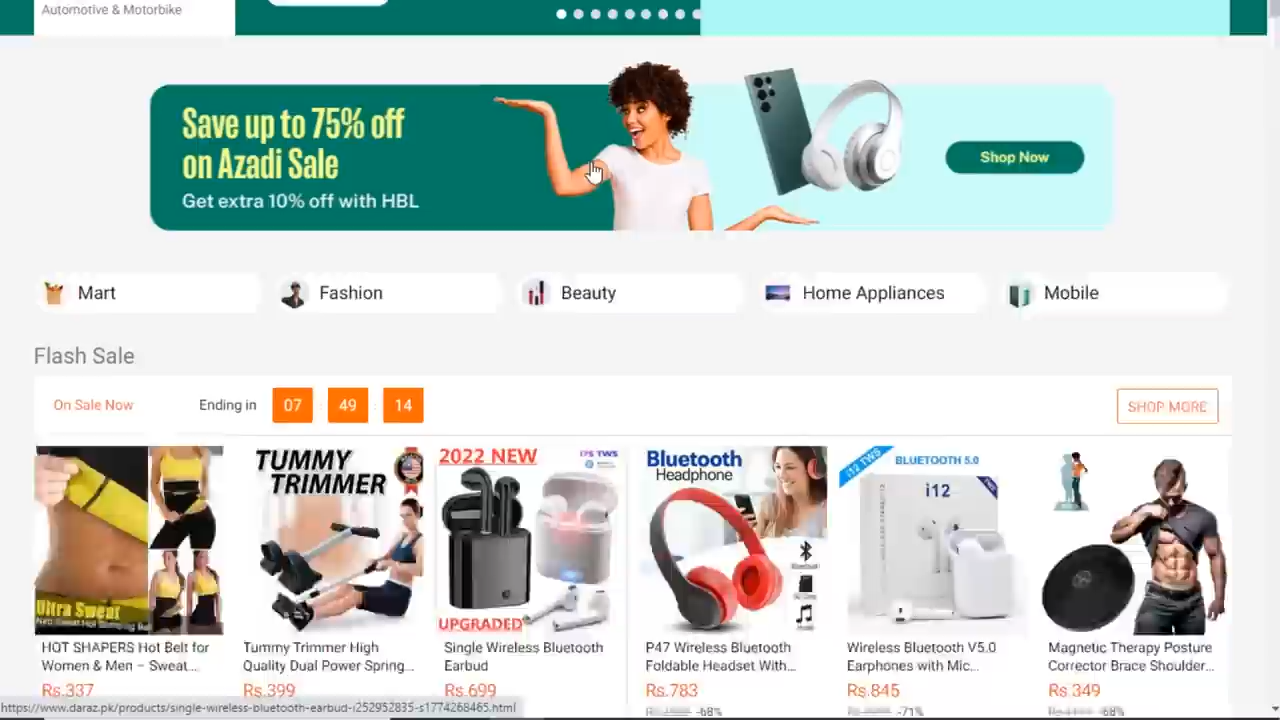 Automotive & Motorbike
Save up to 75% off
on Azadi Sale
Get extra 10% off with HBL
Shop Now
Mart
Fashion
Beauty
Home Appliances
Mobile
Flash Sale
On Sale Now
Ending in
07
49
14
SHOP MORE
Ultra Sweat
TUMMY
TRIMMER
2022 NEW
i7S TWS
UPGRADED
Bluetooth
Headphone
i12 TWS
BLUETOOTH 5.0
i12
HOT SHAPERS Hot Belt for
Women & Men – Sweat...
Rs.337
Tummy Trimmer High
Quality Dual Power Spring...
Rs.399
Single Wireless Bluetooth
Earbud
Rs.699
P47 Wireless Bluetooth
Foldable Headset With...
Rs.783
-68%
Wireless Bluetooth V5.0
Earphones with Mic...
Rs.845
-71%
Magnetic Therapy Posture
Corrector Brace Shoulder...
Rs 349
-68%
https://www.daraz.pk/products/single-wireless-bluetooth-earbud-i252952835-s1774268465.html